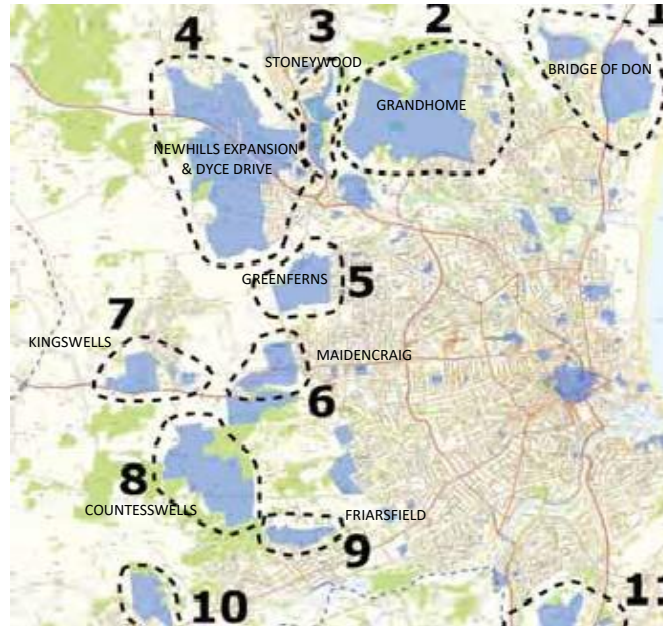 1
2
3
4
STONEYWOOD
BRIDGE OF DON
GRANDHOME
NEWHILLS EXPANSION
& DYCE DRIVE
GREENFERNS
5
7
KINGSWELLS
MAIDENCRAIG
6
8
COUNTESSWELLS
FRIARSFIELD
9
10
11